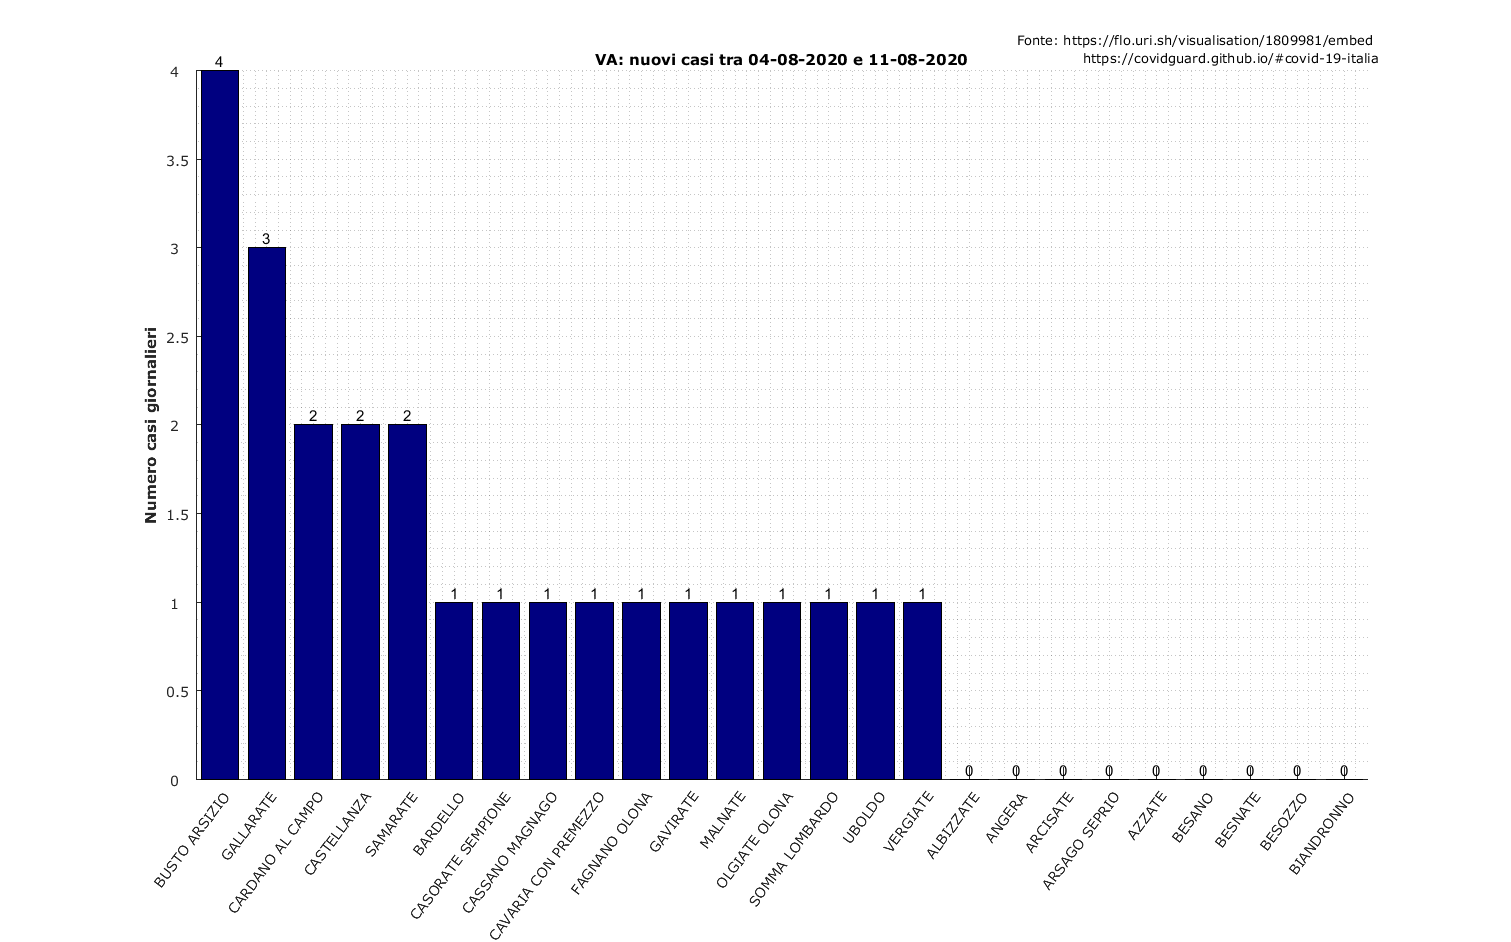 Fonte: https://flo.uri.sh/visualisation/1809981/embed
https://covidguard.github.io/#covid-19-italia
VA: nuovi casi tra 04-08-2020 e 11-08-2020
Numero casi giornalieri
4
3.5
3
2.5
2
1.5
1
0.5
0
4
3
2
2
2
1
1
1
1
1
1
1
1
1
1
1
0
0
0
0
0
0
0
0
0
BUSTO ARSIZIO
GALLARATE
CARDANO AL CAMPO
CASTELLANZA
SAMARATE
BARDELLO
CASORATE SEMPIONE
CASSANO MAGNAGO
CAVARIA CON PREMEZZO
FAGNANO OLONA
GAVIRATE
MALNATE
OLGIATE OLONA
SOMMA LOMBARDO
UBOLDO
VERGIATE
ALBIZZATE
ANGERA
ARCISATE
ARSAGO SEPRIO
AZZATE
BESANO
BESNATE
BESOZZO
BIANDRONNO